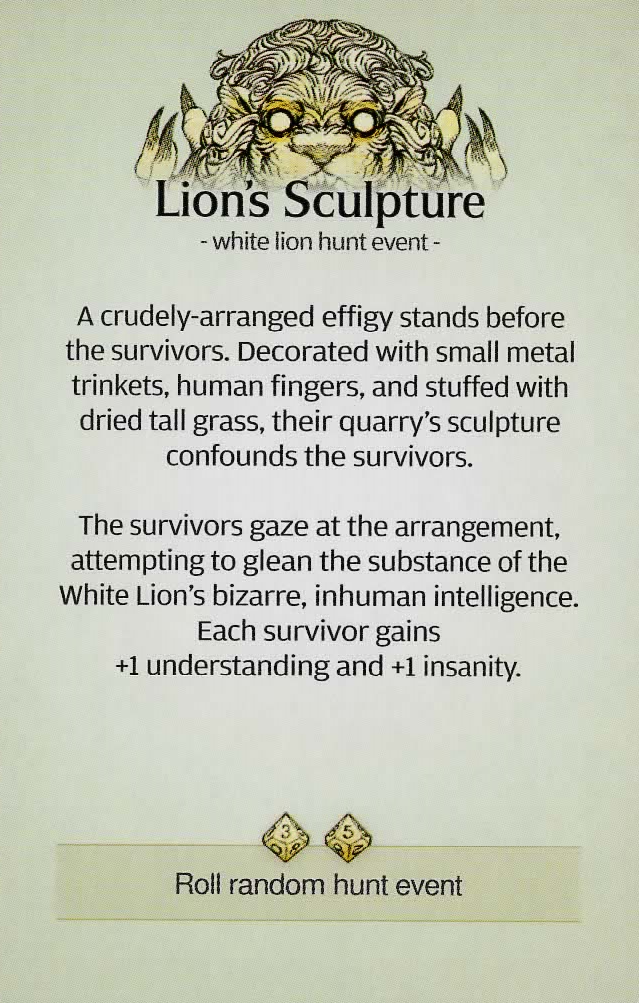 Lion's Sculpture
- white lion hunt event -
A crudely-arranged effigy stands before
the survivors. Decorated with small metal
trinkets, human fingers, and stuffed with
dried tall grass, their quarry's sculpture
confounds the survivors.
The survivors gaze at the arrangement,
attempting to glean the substance of the
White Lion's bizarre, inhuman intelligence.
Each survivor gains
+1 understanding and +1 insanity.
3 5
Roll random hunt event